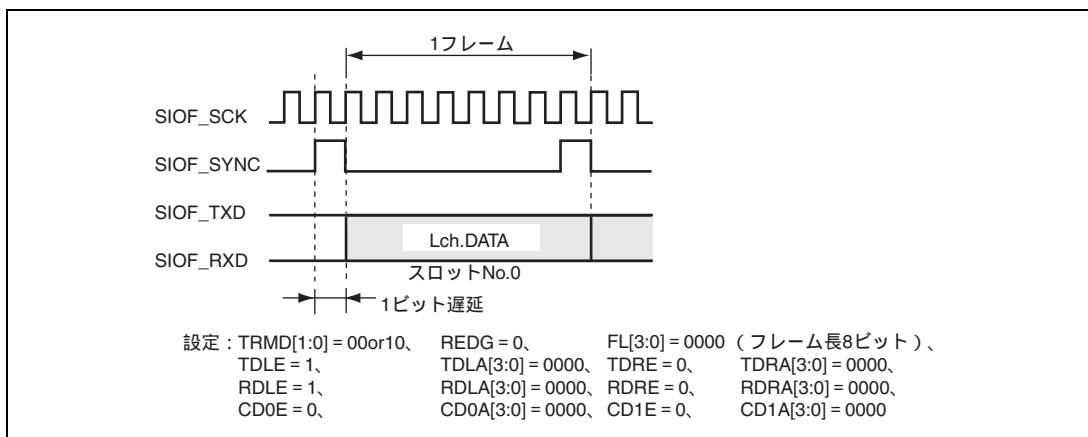 1フレーム
SIOF_SCK
SIOF_SYNC
SIOF_TXD
Lch.DATA
SIOF_RXD
スロットNo.0
1ビット遅延
設定：TRMD[1:0] = 00or10、 REDG = 0、 FL[3:0] = 0000（フレーム長8ビット）、
TDLE = 1、 TDLA[3:0] = 0000、 TDRE = 0、 TDRA[3:0] = 0000、
RDLE = 1、 RDLA[3:0] = 0000、 RDRE = 0、 RDRA[3:0] = 0000、
CD0E = 0、 CD0A[3:0] = 0000、 CD1E = 0、 CD1A[3:0] = 0000